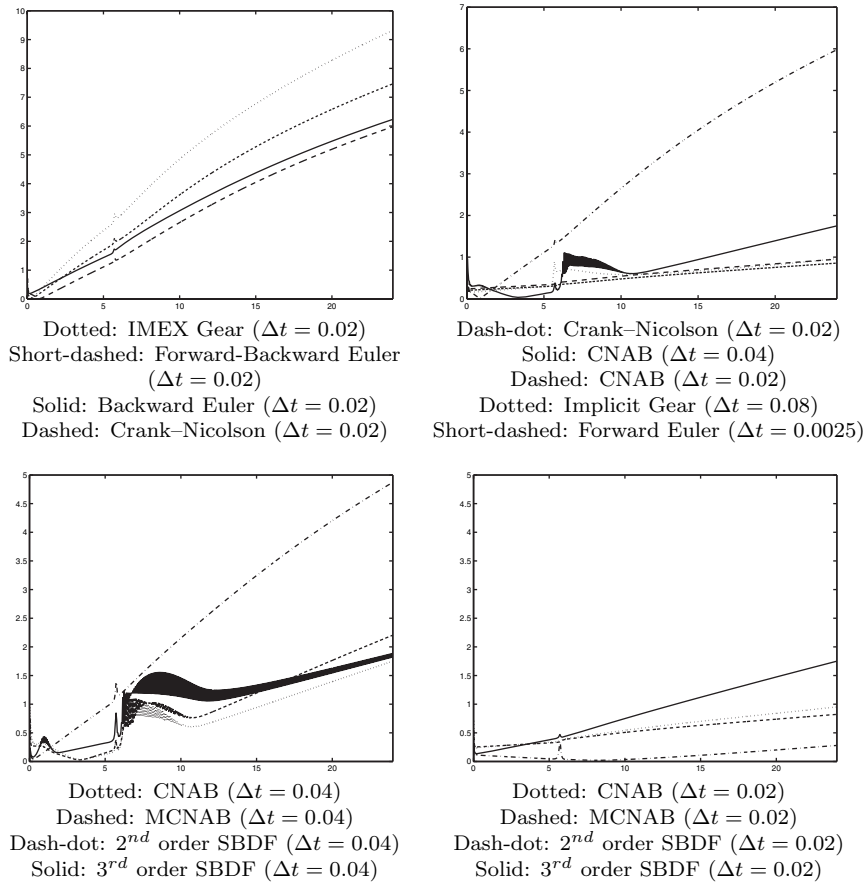 10
9
8
7
6
5
4
3
2
1
0
0 5 10 15 20
Dotted: IMEX Gear (Δt = 0.02)
Short-dashed: Forward-Backward Euler
(Δt = 0.02)
Solid: Backward Euler (Δt = 0.02)
Dashed: Crank–Nicolson (Δt = 0.02)
7
6
5
4
3
2
1
0
0 5 10 15 20
Dash-dot: Crank–Nicolson (Δt = 0.02)
Solid: CNAB (Δt = 0.04)
Dashed: CNAB (Δt = 0.02)
Dotted: Implicit Gear (Δt = 0.08)
Short-dashed: Forward Euler (Δt = 0.0025)
5
4.5
4
3.5
3
2.5
2
1.5
1
0.5
0
0 5 10 15 20
Dotted: CNAB (Δt = 0.04)
Dashed: MCNAB (Δt = 0.04)
Dash-dot: 2nd order SBDF (Δt = 0.04)
Solid: 3rd order SBDF (Δt = 0.04)
5
4.5
4
3.5
3
2.5
2
1.5
1
0.5
0
0 5 10 15 20
Dotted: CNAB (Δt = 0.02)
Dashed: MCNAB (Δt = 0.02)
Dash-dot: 2nd order SBDF (Δt = 0.02)
Solid: 3rd order SBDF (Δt = 0.02)